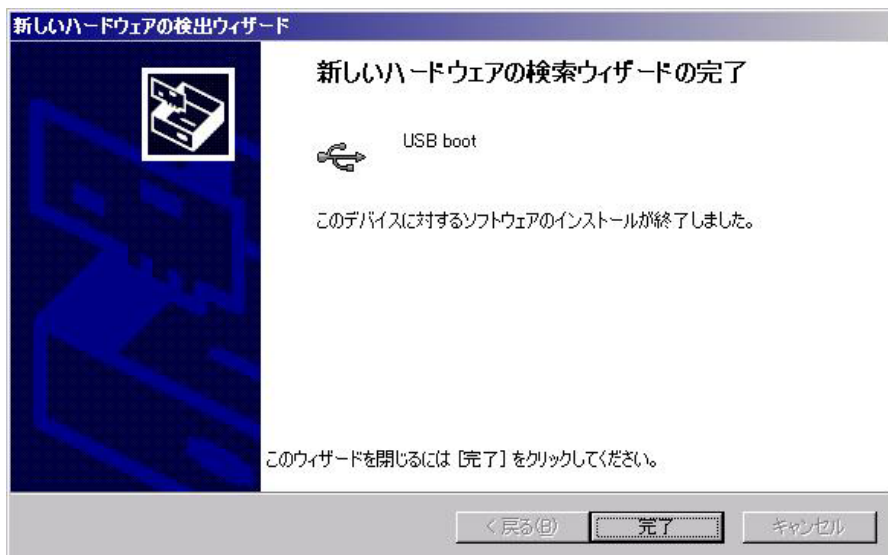 新しいハードウェアの検出ウィザード
新しいハードウェアの検索ウィザードの完了
USB boot
このデバイスに対するソフトウェアのインストールが終了しました。
このウィザードを閉じるには [完了] をクリックしてください。
< 戻る(B)
完了
キャンセル